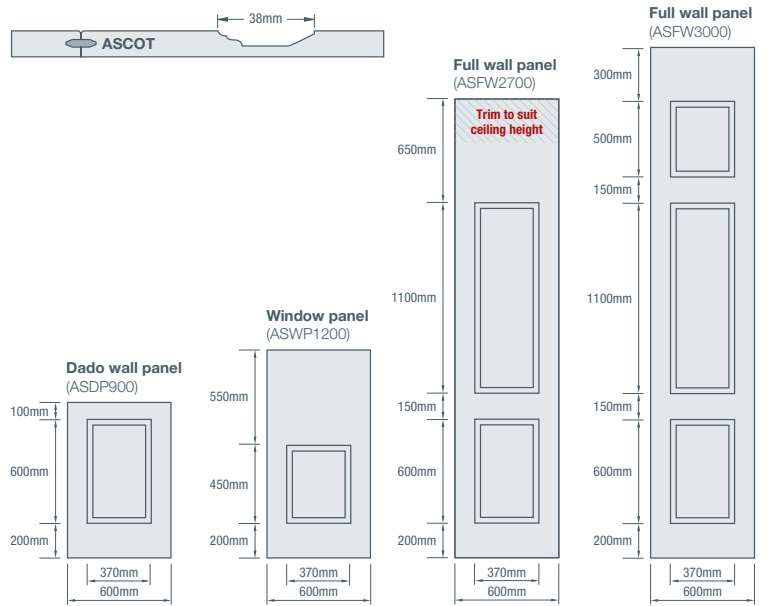 38mm
ASCOT
Dado wall panel
(ASDP900)
100mm
600mm
200mm
370mm
600mm
Window panel
(ASWP1200)
550mm
450mm
200mm
370mm
600mm
Full wall panel
(ASFW2700)
Trim to suit
ceiling height
650mm
1100mm
150mm
600mm
200mm
370mm
600mm
Full wall panel
(ASFW3000)
300mm
500mm
150mm
1100mm
150mm
600mm
200mm
370mm
600mm